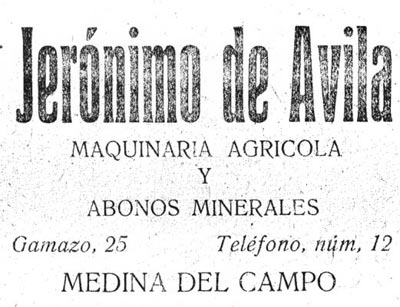 Jerónimo de Avila
MAQUINARIA AGRICOLA
Y
ABONOS MINERALES
Gamazo, 25 Teléfono, núm, 12
MEDINA DEL CAMPO